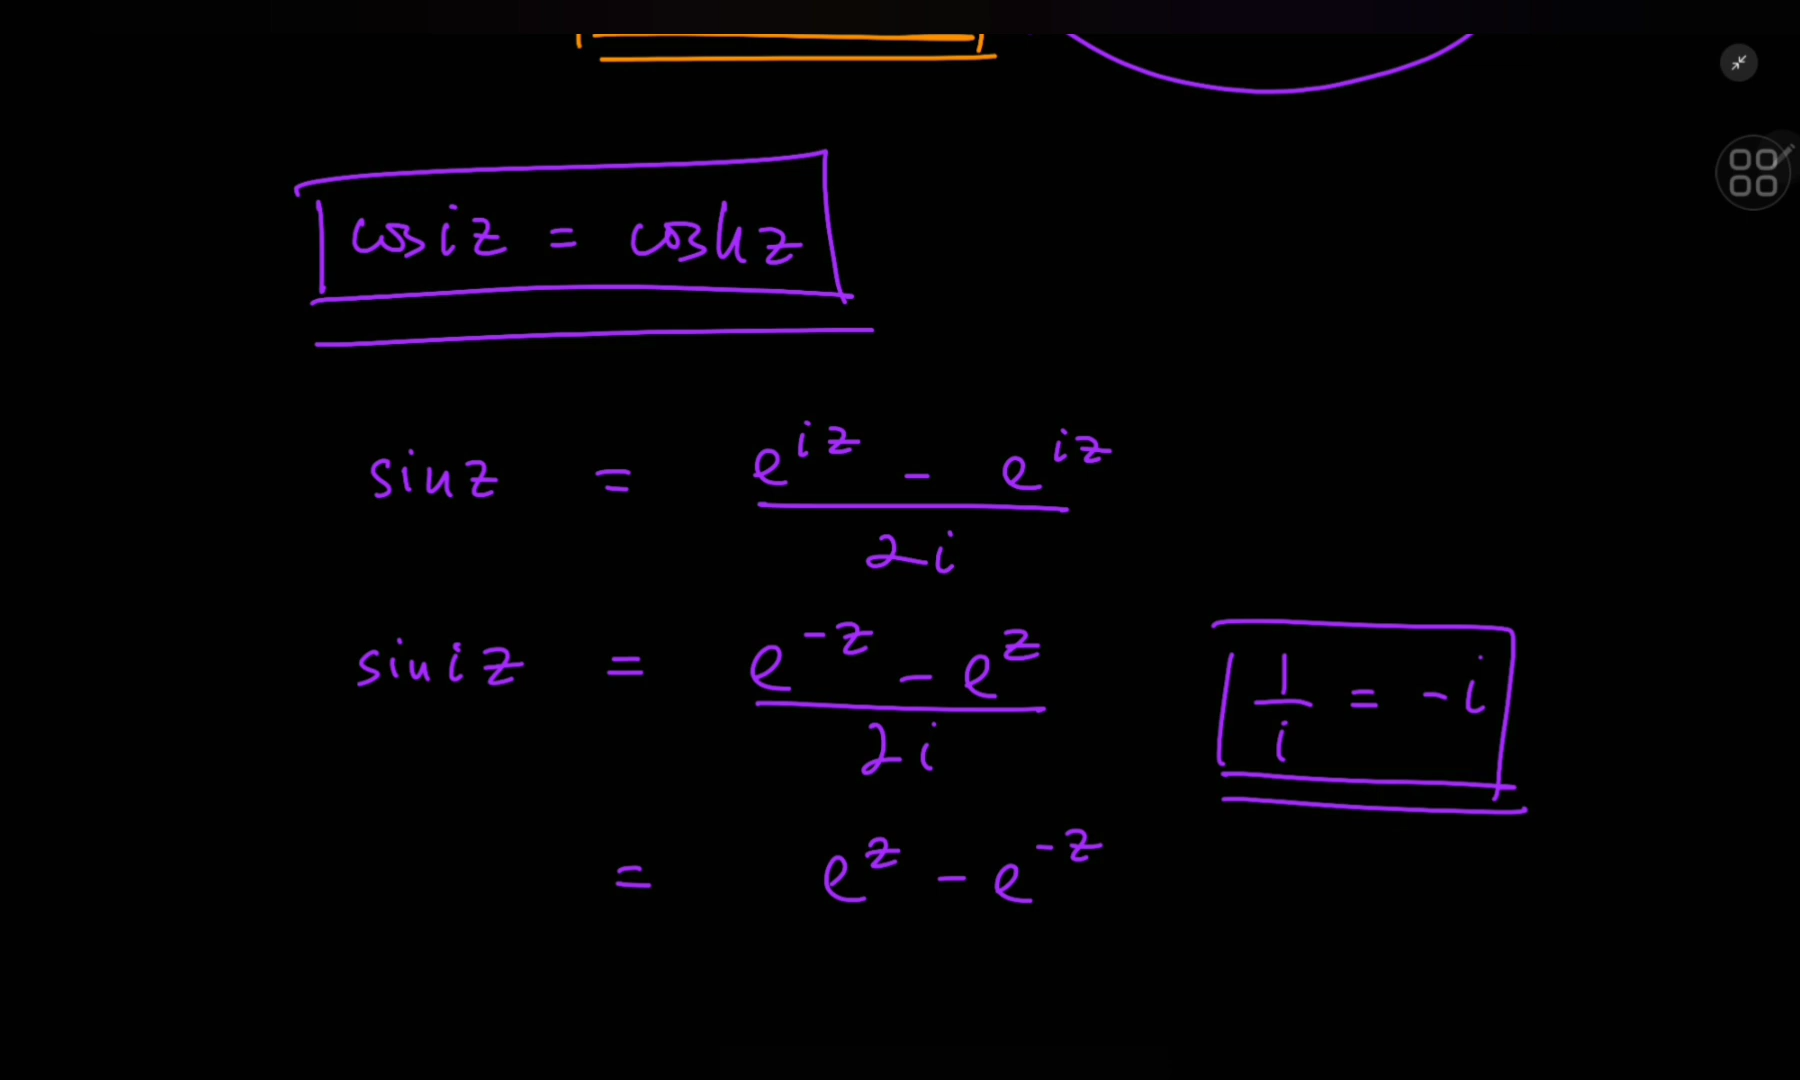 cos iz = cosh z
sin z = e^{iz} - e^{iz} / 2i
sin iz = e^{-z} - e^{z} / 2i
1/i = -i
= e^{z} - e^{-z}